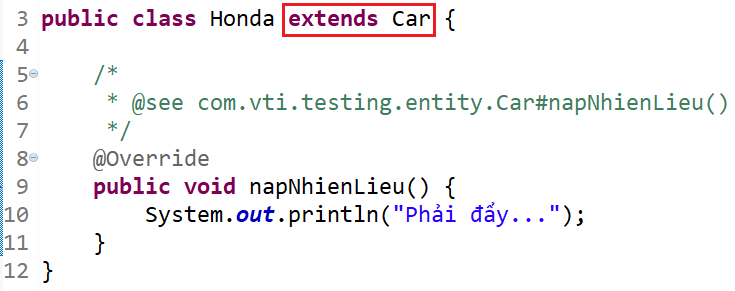 3 public class Honda extends Car {
4
5 /*
6 * @see com.vti.testing.entity.Car#napNhienLieu()
7 */
8 @Override
9 public void napNhienLieu() {
10 System.out.println("Phải đẩy...");
11 }
12 }